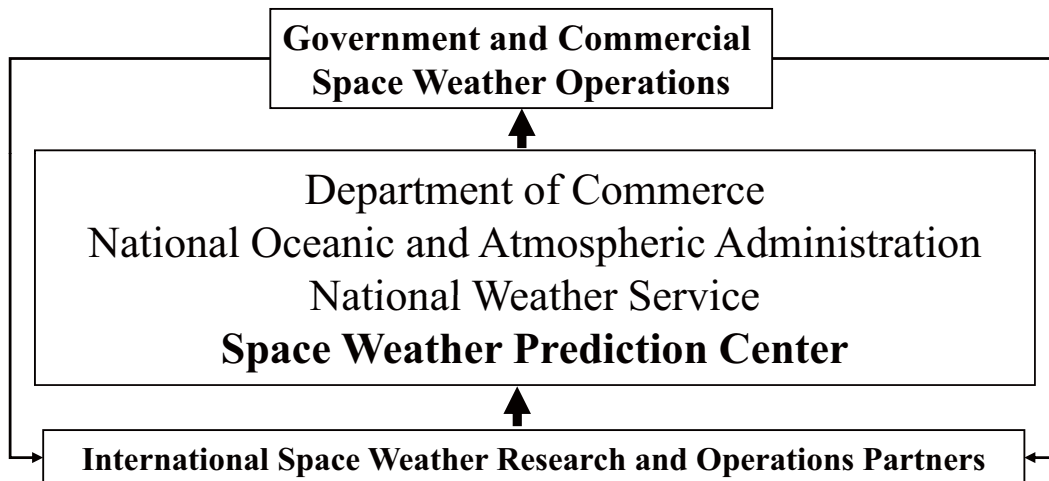 Government and Commercial
Space Weather Operations
Department of Commerce
National Oceanic and Atmospheric Administration
National Weather Service
Space Weather Prediction Center
International Space Weather Research and Operations Partners